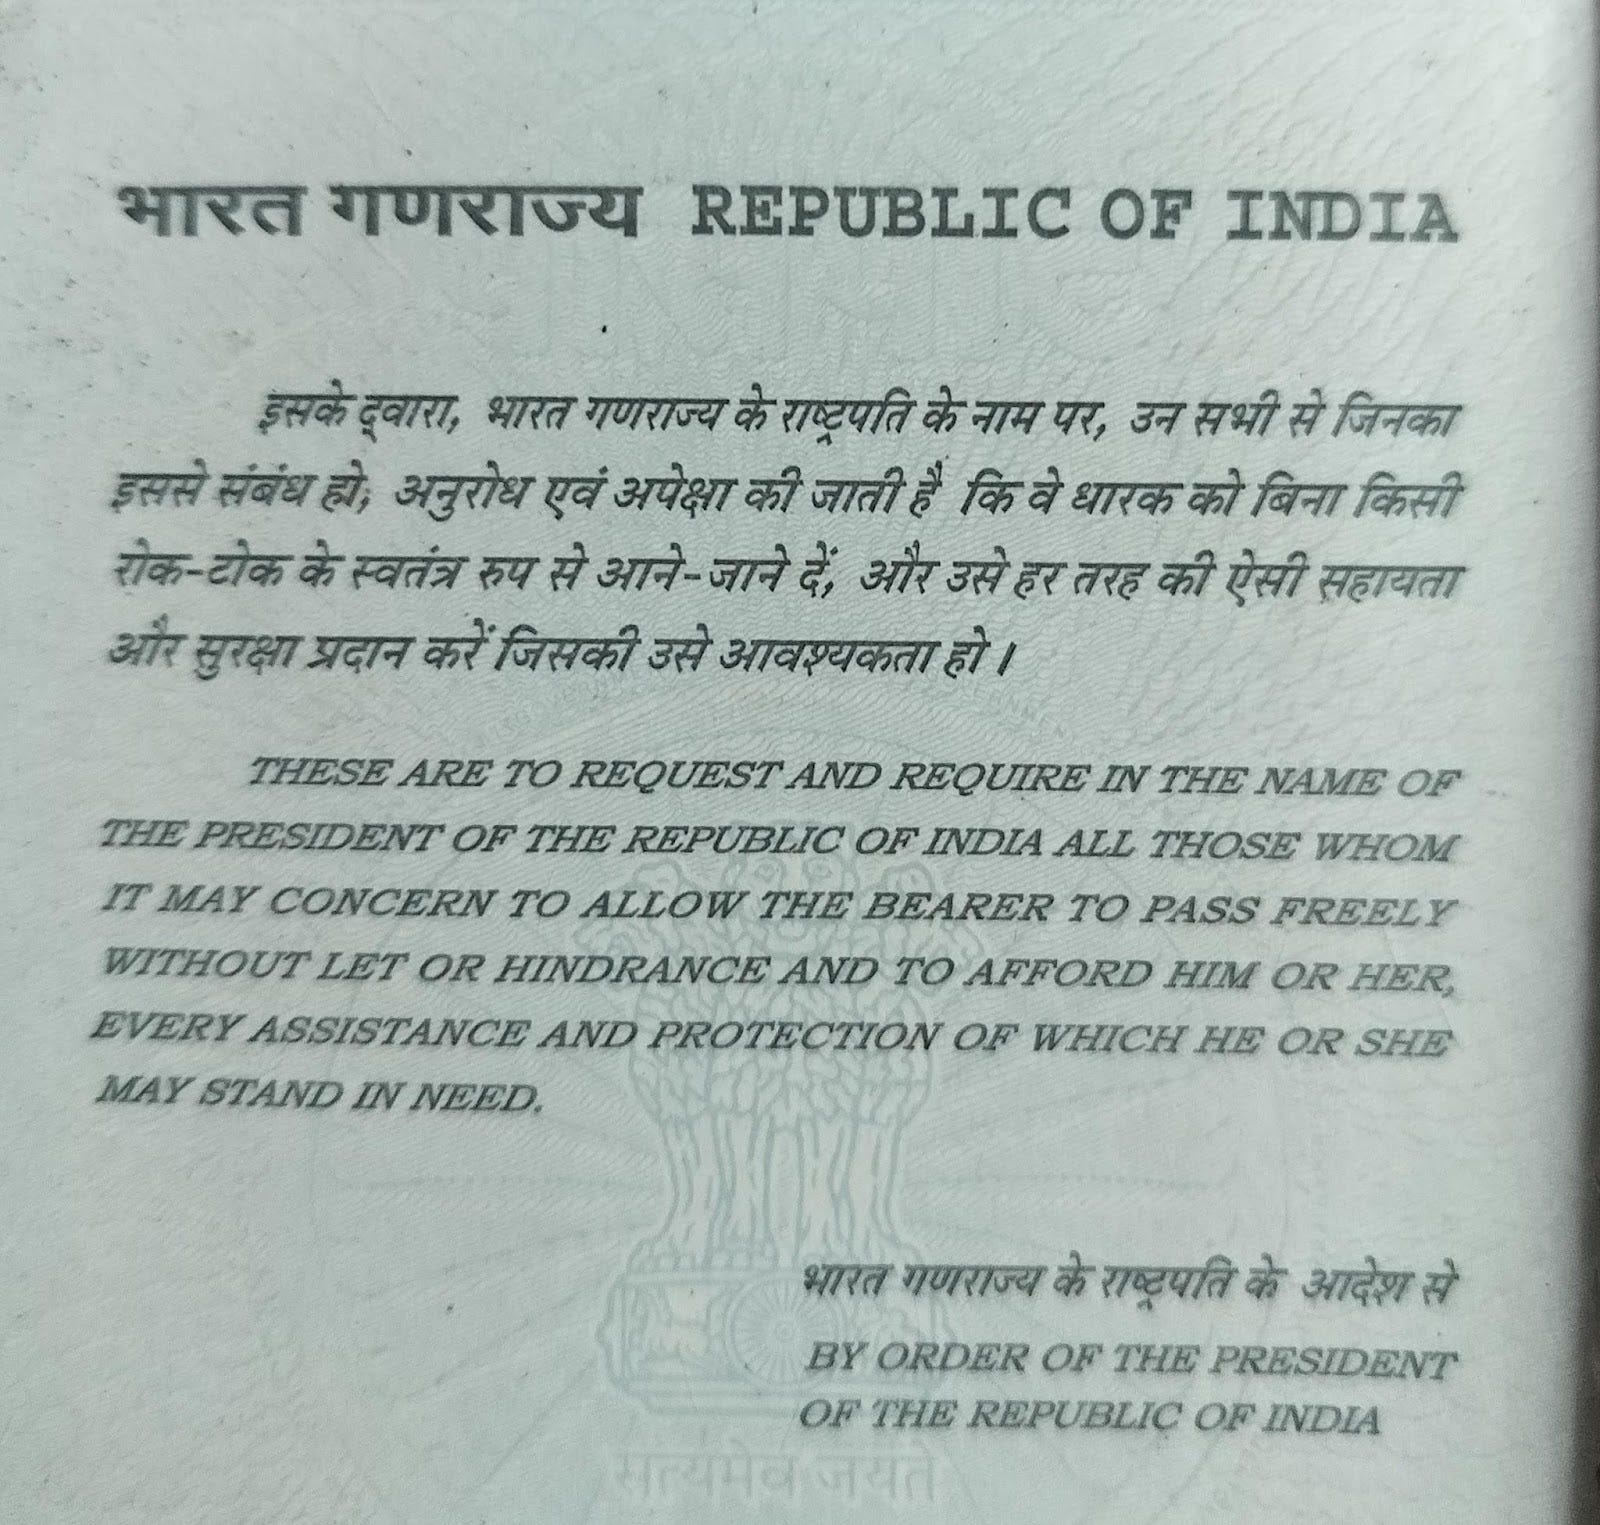 भारत गणराज्य REPUBLIC OF INDIA
इसके द्वारा, भारत गणराज्य के राष्ट्रपति के नाम पर, उन सभी से जिनका
इससे संबंध हो, अनुरोध एवं अपेक्षा की जाती है कि वे धारक को बिना किसी
रोक-टोक के स्वतंत्र रुप से आने-जाने दें, और उसे हर तरह की ऐसी सहायता
और सुरक्षा प्रदान करें जिसकी उसे आवश्यकता हो।
THESE ARE TO REQUEST AND REQUIRE IN THE NAME OF
THE PRESIDENT OF THE REPUBLIC OF INDIA ALL THOSE WHOM
IT MAY CONCERN TO ALLOW THE BEARER TO PASS FREELY
WITHOUT LET OR HINDRANCE AND TO AFFORD HIM OR HER,
EVERY ASSISTANCE AND PROTECTION OF WHICH HE OR SHE
MAY STAND IN NEED.
भारत गणराज्य के राष्ट्रपति के आदेश से
BY ORDER OF THE PRESIDENT
OF THE REPUBLIC OF INDIA
सत्यमेव जयते